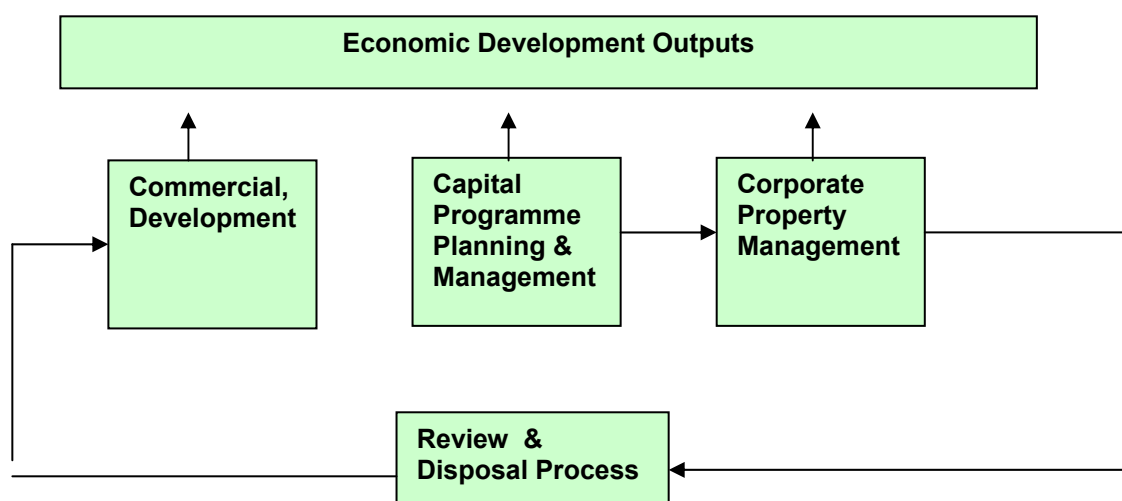 Economic Development Outputs
Commercial,
Development
Capital
Programme
Planning &
Management
Corporate
Property
Management
Review &
Disposal Process